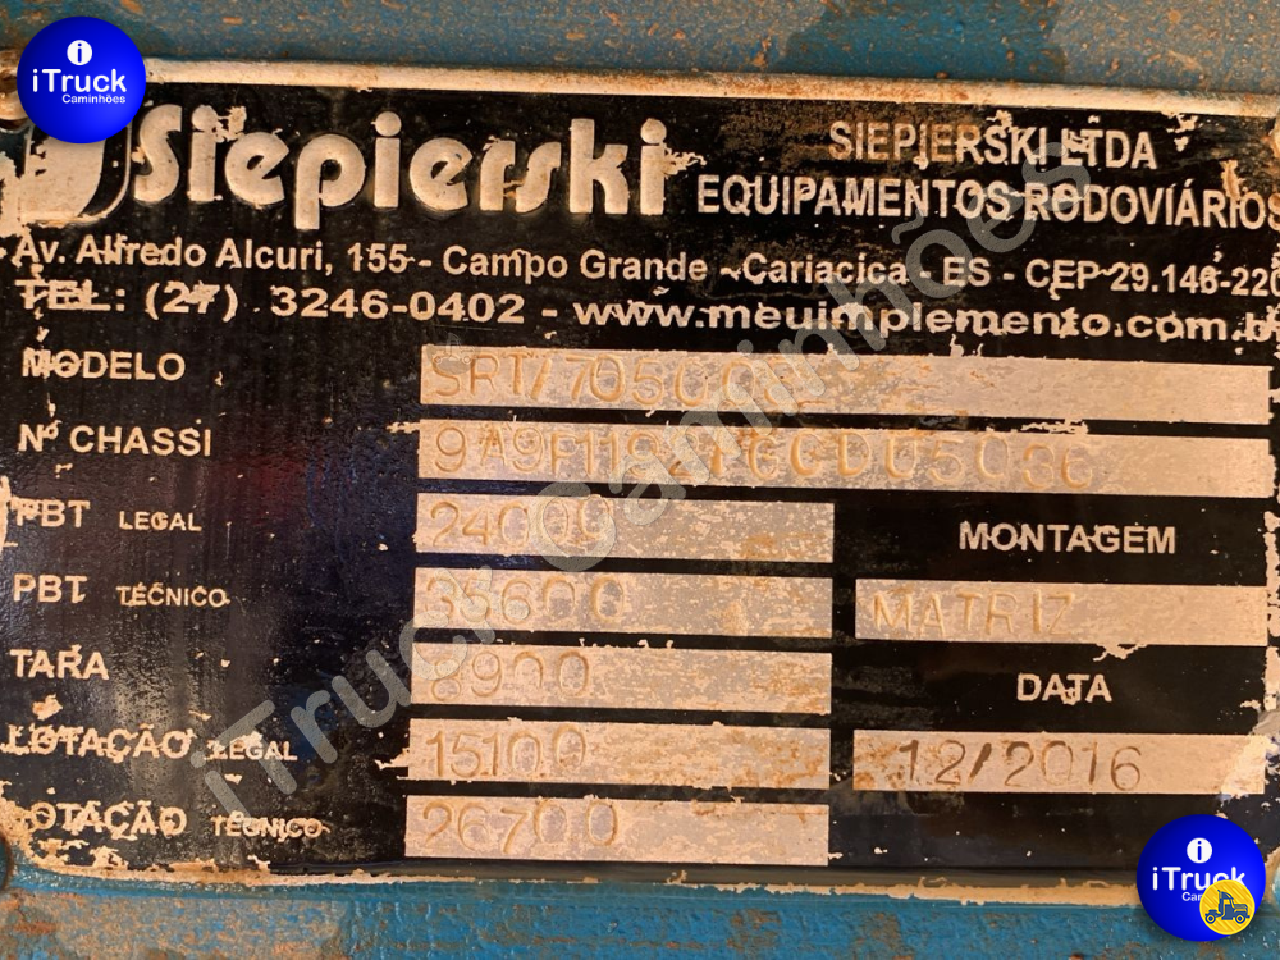 i
iTruck
Caminhões
Siepierski
SIEPIERSKI LTDA
EQUIPAMENTOS RODOVIÁRIOS
Av. Alfredo Alcuri, 155 - Campo Grande - Cariacica - ES - CEP 29.146-220
TEL: (27) 3246-0402 - www.meuimplemento.com.b
MODELO
Nº CHASSI
PBT LEGAL 24000
MONTAGEM
PBT TÉCNICO 35600
MATRIZ
TARA 8900
DATA
LOTAÇÃO LEGAL 15100
12/2016
LOTAÇÃO TÉCNICO 26700
iTruck Caminhões
i
iTruck